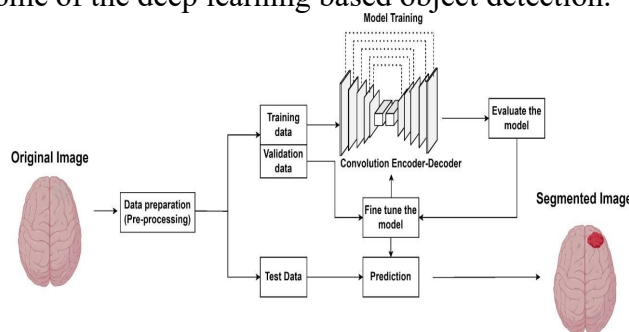 ome of the deep learning based object detection.
Model Training
Training
data
Validation
data
Evaluate the
model
Original Image
Convolution Encoder-Decoder
Data preparation
(Pre-processing)
Fine tune the
model
Segmented Image
Test Data
Prediction